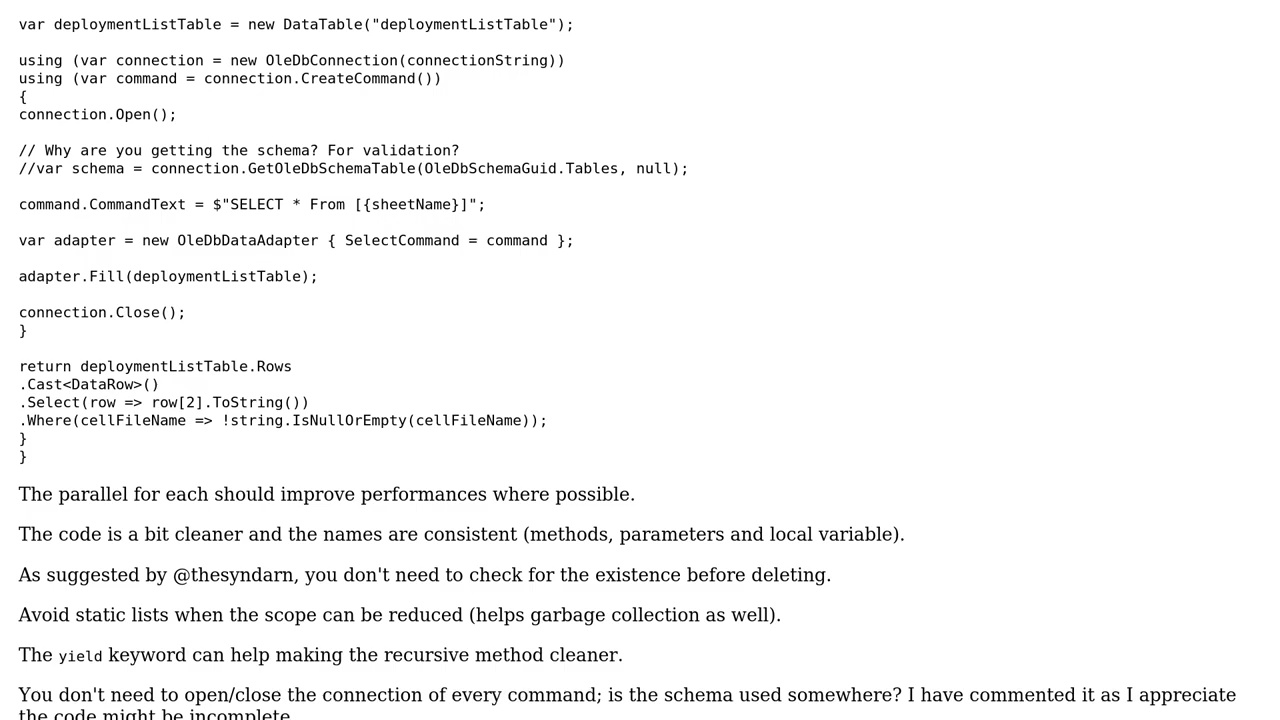 var deploymentListTable = new DataTable("deploymentListTable");
using (var connection = new OleDbConnection(connectionString))
using (var command = connection.CreateCommand())
{
connection.Open();
// Why are you getting the schema? For validation?
//var schema = connection.GetOleDbSchemaTable(OleDbSchemaGuid.Tables, null);
command.CommandText = $"SELECT * From [{sheetName}]";
var adapter = new OleDbDataAdapter { SelectCommand = command };
adapter.Fill(deploymentListTable);
connection.Close();
}
return deploymentListTable.Rows
.Cast<DataRow>()
.Select(row => row[2].ToString())
.Where(cellFileName => !string.IsNullOrEmpty(cellFileName));
}
}
The parallel for each should improve performances where possible.
The code is a bit cleaner and the names are consistent (methods, parameters and local variable).
As suggested by @thesyndarn, you don't need to check for the existence before deleting.
Avoid static lists when the scope can be reduced (helps garbage collection as well).
The yield keyword can help making the recursive method cleaner.
You don't need to open/close the connection of every command; is the schema used somewhere? I have commented it as I appreciate
the code might be incomplete